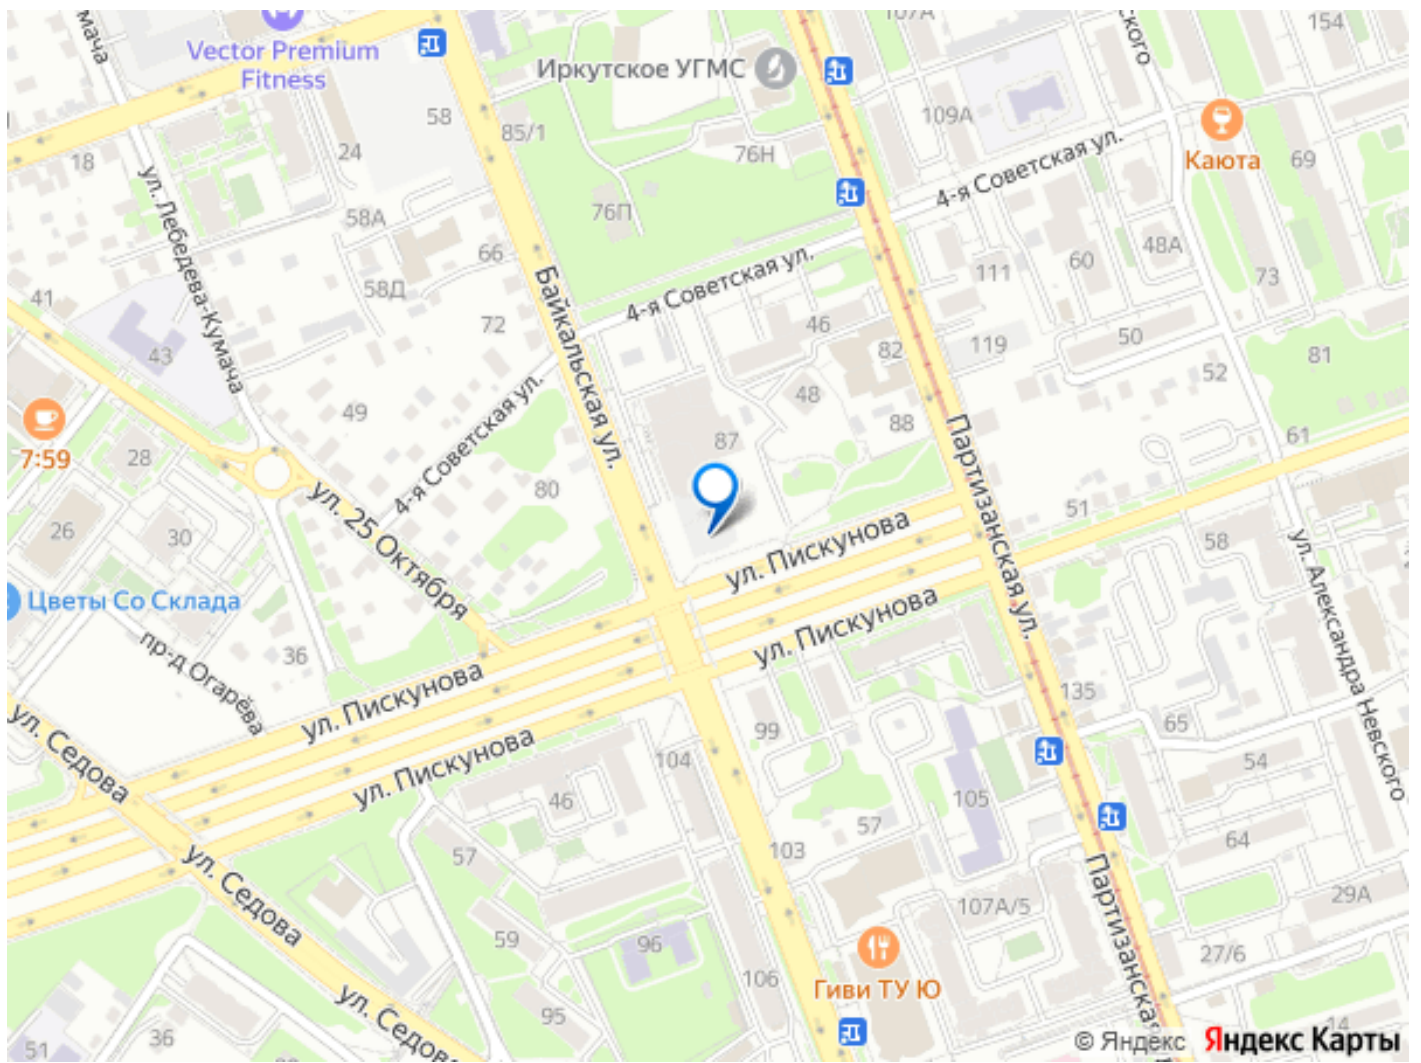 кумача
Vector Premium
Fitness
Иркутское УГМС
107А
154
58
85/1
109А
18
24
76Н
4-я Советская ул.
Каюта
69
ул. Лебедева-Кумача
58А
76П
66
48А
41
58Д
Байкальская ул.
4-я Советская ул.
111
60
73
43
72
46
82
119
50
81
49
52
48
4-я Советская ул.
88
Партизанская ул.
7:59
28
87
61
80
ул. 25 Октября
26
30
ул. Пискунова
51
58
ул. Александра Невского
Цветы Со Склада
пр-д Огарёва
36
ул. Пискунова
ул. Пискунова
135
ул. Седова
ул. Пискунова
99
65
104
54
46
105
57
57
103
64
ул. Седова
Партизанская
107А/5
29А
59
96
27/6
Гиви ТУ Ю
106
ул. Седова
95
36
51
14
© Яндекс Яндекс Карты